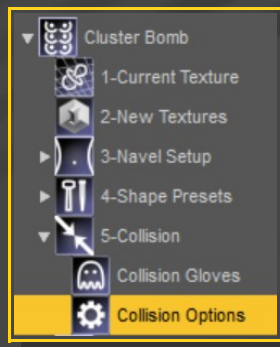 Cluster Bomb
1-Current Texture
2-New Textures
3-Navel Setup
4-Shape Presets
5-Collision
Collision Gloves
Collision Options